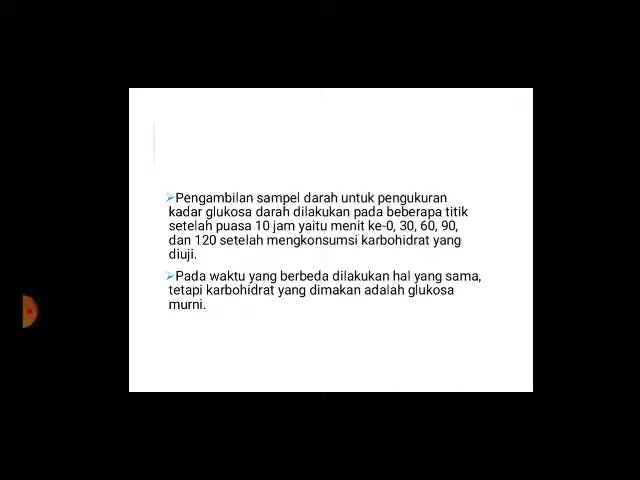 ➢Pengambilan sampel darah untuk pengukuran
kadar glukosa darah dilakukan pada beberapa titik
setelah puasa 10 jam yaitu menit ke-0, 30, 60, 90,
dan 120 setelah mengkonsumsi karbohidrat yang
diuji.
➢Pada waktu yang berbeda dilakukan hal yang sama,
tetapi karbohidrat yang dimakan adalah glukosa
murni.